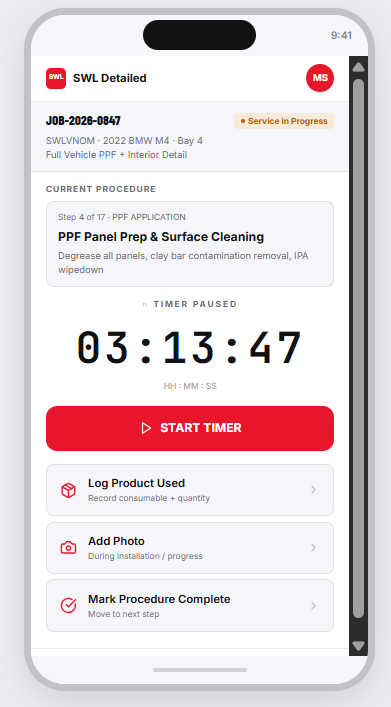 9:41
SWL
SWL Detailed
MS
JOB-2026-0847
Service in Progress
SWLVNOM · 2022 BMW M4 · Bay 4
Full Vehicle PPF + Interior Detail
CURRENT PROCEDURE
Step 4 of 17 · PPF APPLICATION
PPF Panel Prep & Surface Cleaning
Degrease all panels, clay bar contamination removal, IPA
wipedown
TIMER PAUSED
03:13:47
HH : MM : SS
START TIMER
Log Product Used
Record consumable + quantity
Add Photo
During installation / progress
Mark Procedure Complete
Move to next step